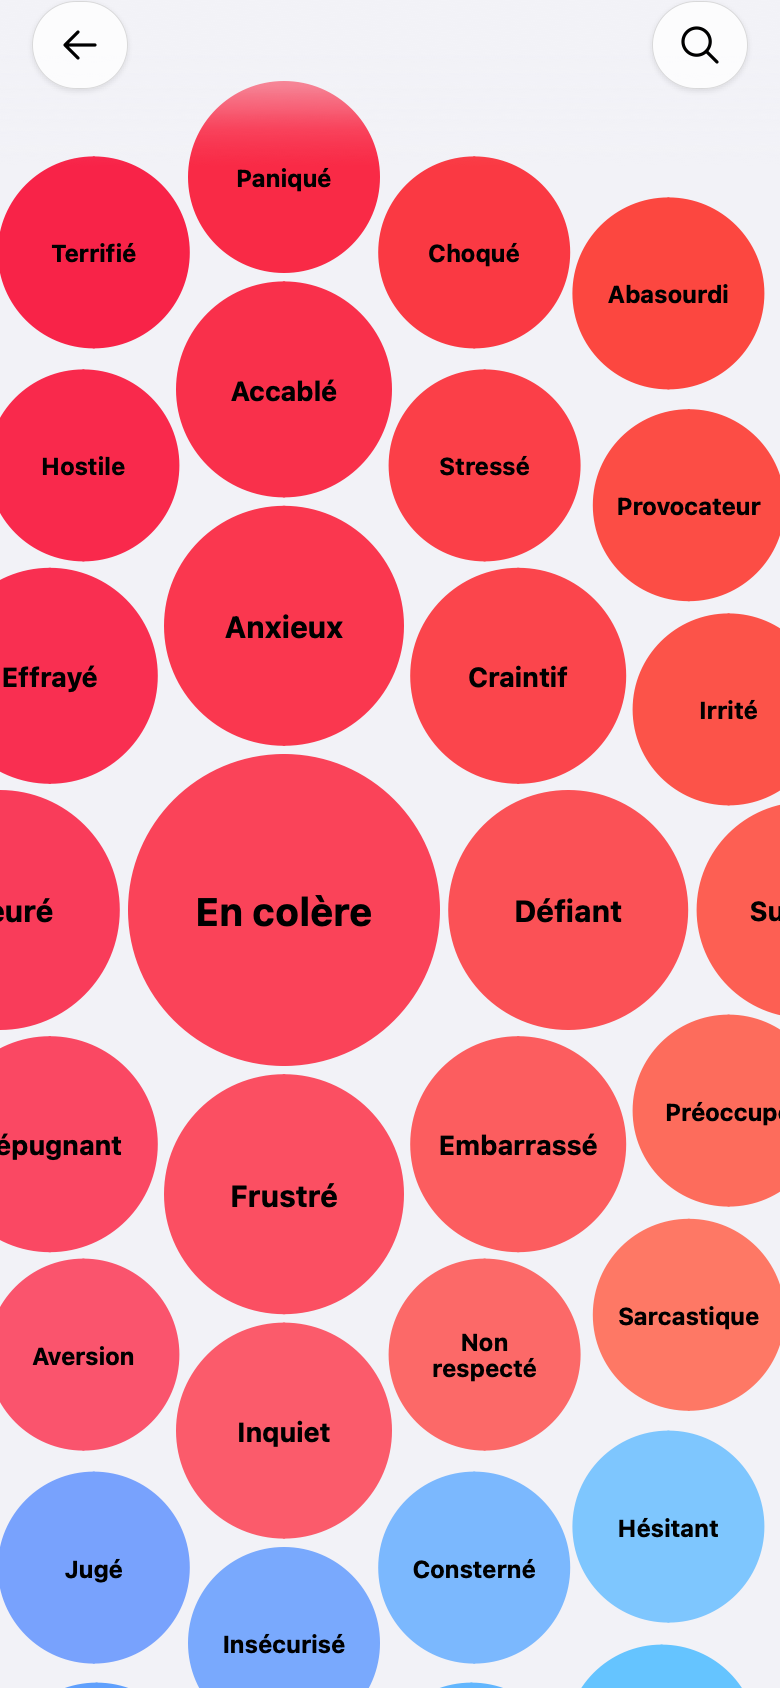 Paniqué
Terrifié
Choqué
Abasourdi
Accablé
Hostile
Stressé
Provocateur
Anxieux
Effrayé
Craintif
Irrité
En colère
Défiant
Embarrassé
Frustré
Aversion
Sarcastique
Non
respecté
Inquiet
Hésitant
Jugé
Consterné
Insécurisé